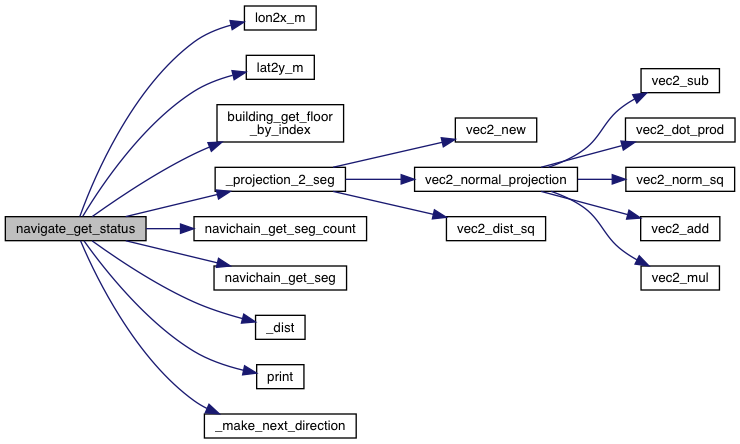 navigate_get_status
lon2x_m
lat2y_m
building_get_floor
_by_index
_projection_2_seg
navichain_get_seg_count
navichain_get_seg
_dist
print
_make_next_direction
vec2_new
vec2_normal_projection
vec2_dist_sq
vec2_sub
vec2_dot_prod
vec2_norm_sq
vec2_add
vec2_mul